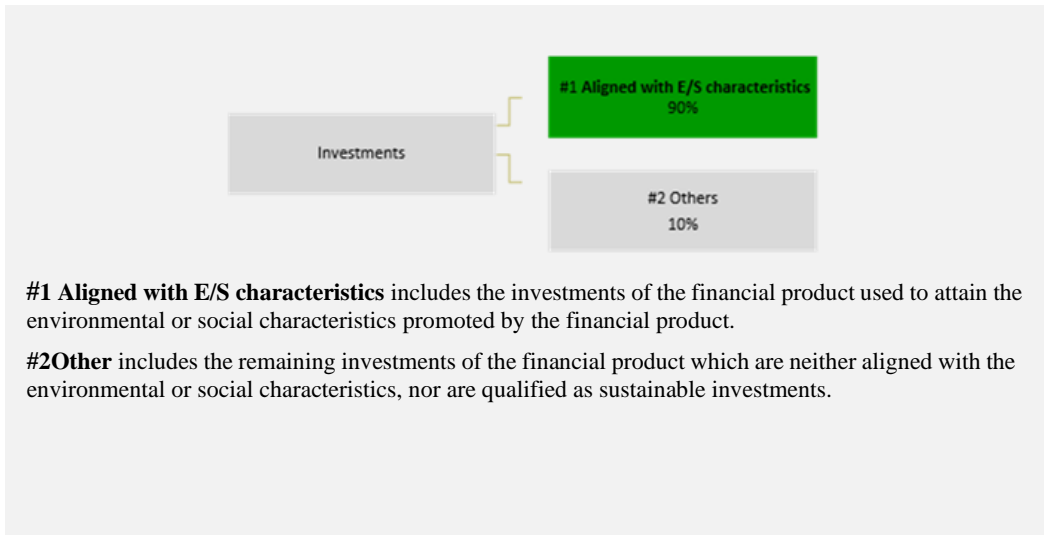 #1 Aligned with E/S characteristics
90%
Investments
#2 Others
10%
#1 Aligned with E/S characteristics includes the investments of the financial product used to attain the
environmental or social characteristics promoted by the financial product.
#2Other includes the remaining investments of the financial product which are neither aligned with the
environmental or social characteristics, nor are qualified as sustainable investments.